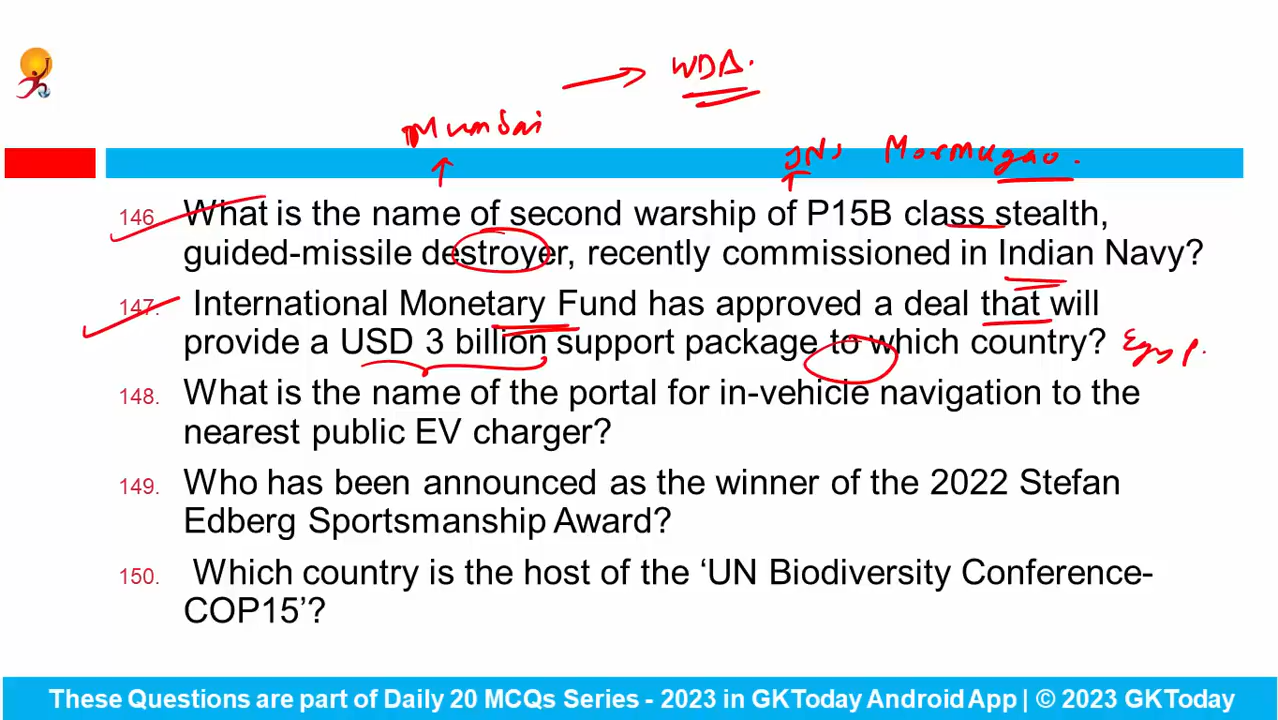 WDA.
Mumbai
INS Mormugao.
146. What is the name of second warship of P15B class stealth,
guided-missile destroyer, recently commissioned in Indian Navy?
147. International Monetary Fund has approved a deal that will
provide a USD 3 billion support package to which country? Egyp
148. What is the name of the portal for in-vehicle navigation to the
nearest public EV charger?
149. Who has been announced as the winner of the 2022 Stefan
Edberg Sportsmanship Award?
150. Which country is the host of the ‘UN Biodiversity Conference-
COP15’?
These Questions are part of Daily 20 MCQs Series - 2023 in GKToday Android App | © 2023 GKToday